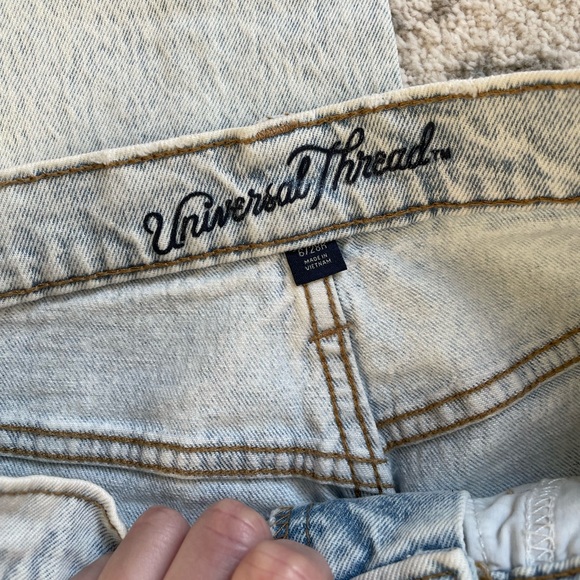 Universal Thread™
6/28R
MADE IN
VIETNAM